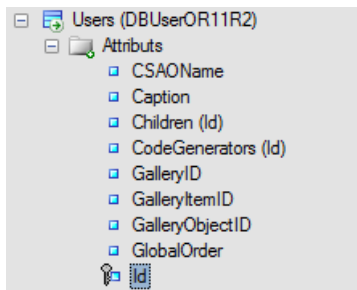 Users (DBUserOR11R2)
Attributs
CSAOName
Caption
Children (Id)
CodeGenerators (Id)
GalleryID
GalleryItemID
GalleryObjectID
GlobalOrder
Id